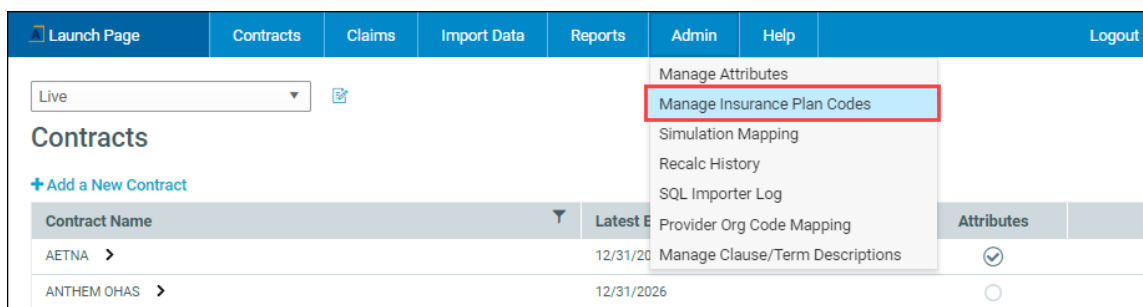 Launch Page Contracts Claims Import Data Reports Admin Help Logout
Manage Attributes
Live
Manage Insurance Plan Codes
Contracts
Simulation Mapping
Recalc History
+Add a New Contract
SQL Importer Log
Contract Name Latest Attributes
Provider Org Code Mapping
AETNA 12/31/20
Manage Clause/Term Descriptions
ANTHEM OHAS 12/31/2026